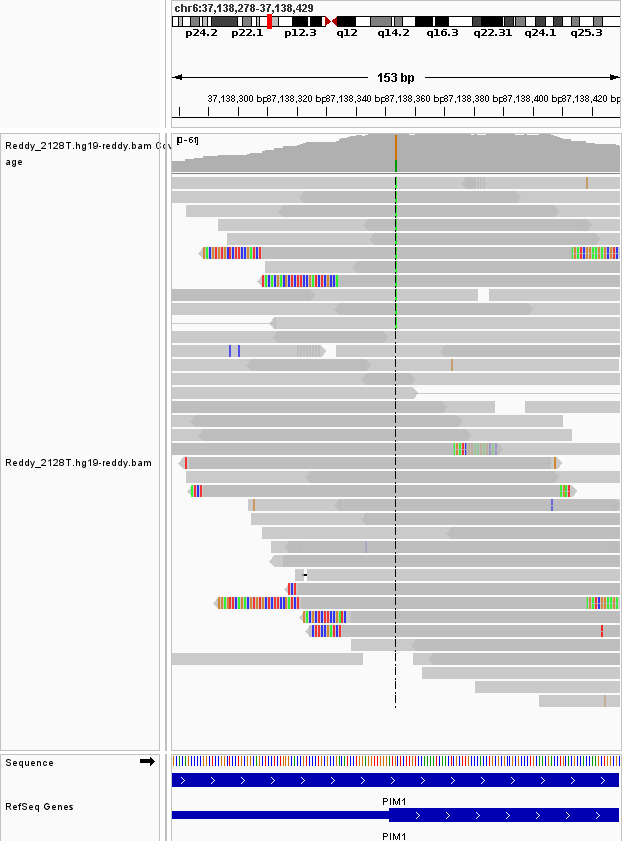 chr6:37,138,278-37,138,429
p24.2 p22.1 p12.3 q12 q14.2 q16.3 q22.31 q24.1 q25.3
153 bp
37,138,300 bp 37,138,320 bp 37,138,340 bp 37,138,360 bp 37,138,380 bp 37,138,400 bp 37,138,420 bp
[0-61]
Reddy_2128T.hg19-reddy.bam Cov
age
Reddy_2128T.hg19-reddy.bam
Sequence
PIM1
RefSeq Genes
PIM1